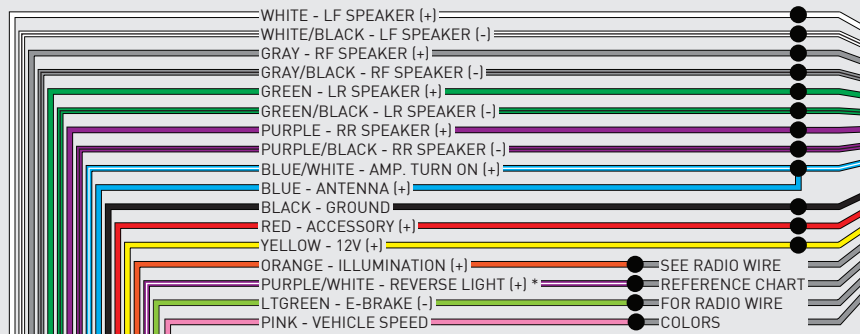 WHITE - LF SPEAKER (+)
WHITE/BLACK - LF SPEAKER (-)
GRAY - RF SPEAKER (+)
GRAY/BLACK - RF SPEAKER (-)
GREEN - LR SPEAKER (+)
GREEN/BLACK - LR SPEAKER (-)
PURPLE - RR SPEAKER (+)
PURPLE/BLACK - RR SPEAKER (-)
BLUE/WHITE - AMP. TURN ON (+)
BLUE - ANTENNA (+)
BLACK - GROUND
RED - ACCESSORY (+)
YELLOW - 12V (+)
ORANGE - ILLUMINATION (+) SEE RADIO WIRE
PURPLE/WHITE - REVERSE LIGHT (+) * REFERENCE CHART
LTGREEN - E-BRAKE (-) FOR RADIO WIRE
PINK - VEHICLE SPEED COLORS